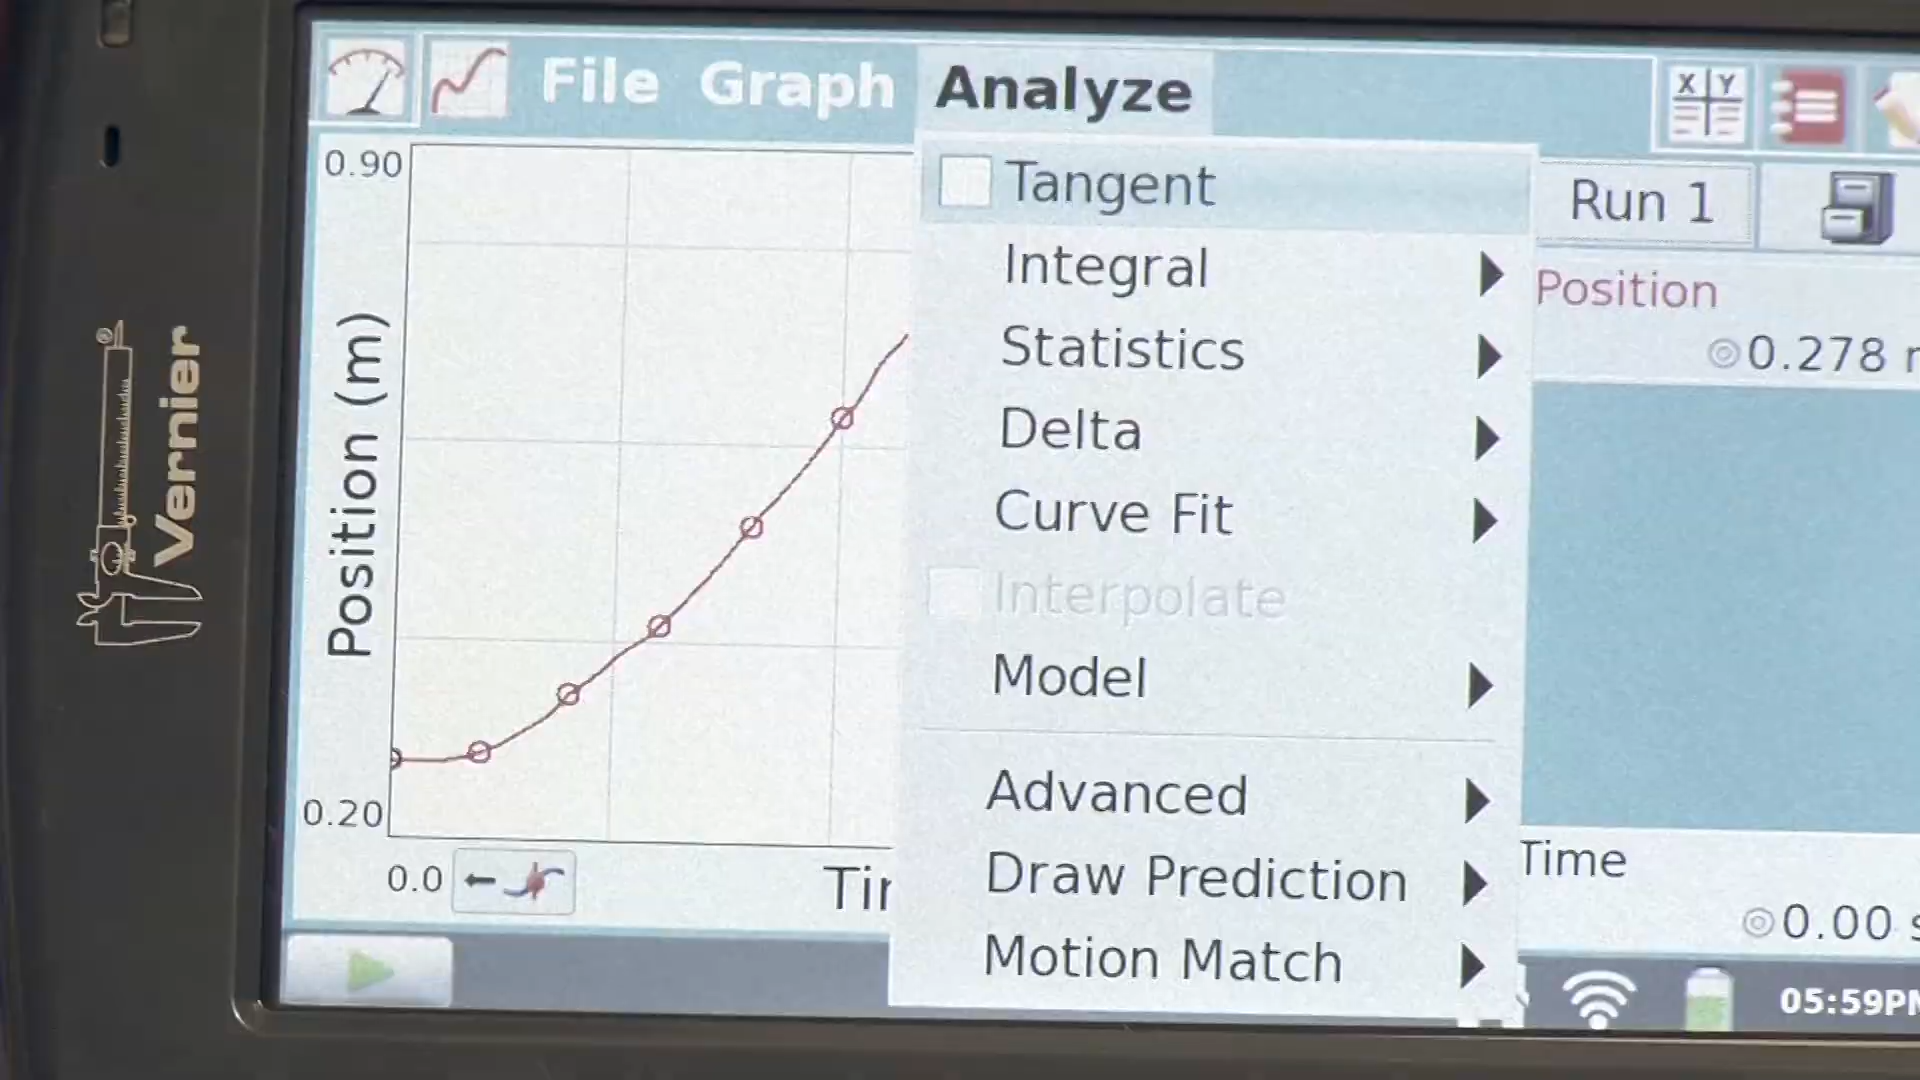 File Graph Analyze
X Y
0.90
Tangent
Run 1
Integral
Position
Statistics
0.278
Delta
Curve Fit
Interpolate
Model
Position (m)
Vernier
Advanced
0.20
Draw Prediction
Time
0.0
Motion Match
0.00 s
05:59PM